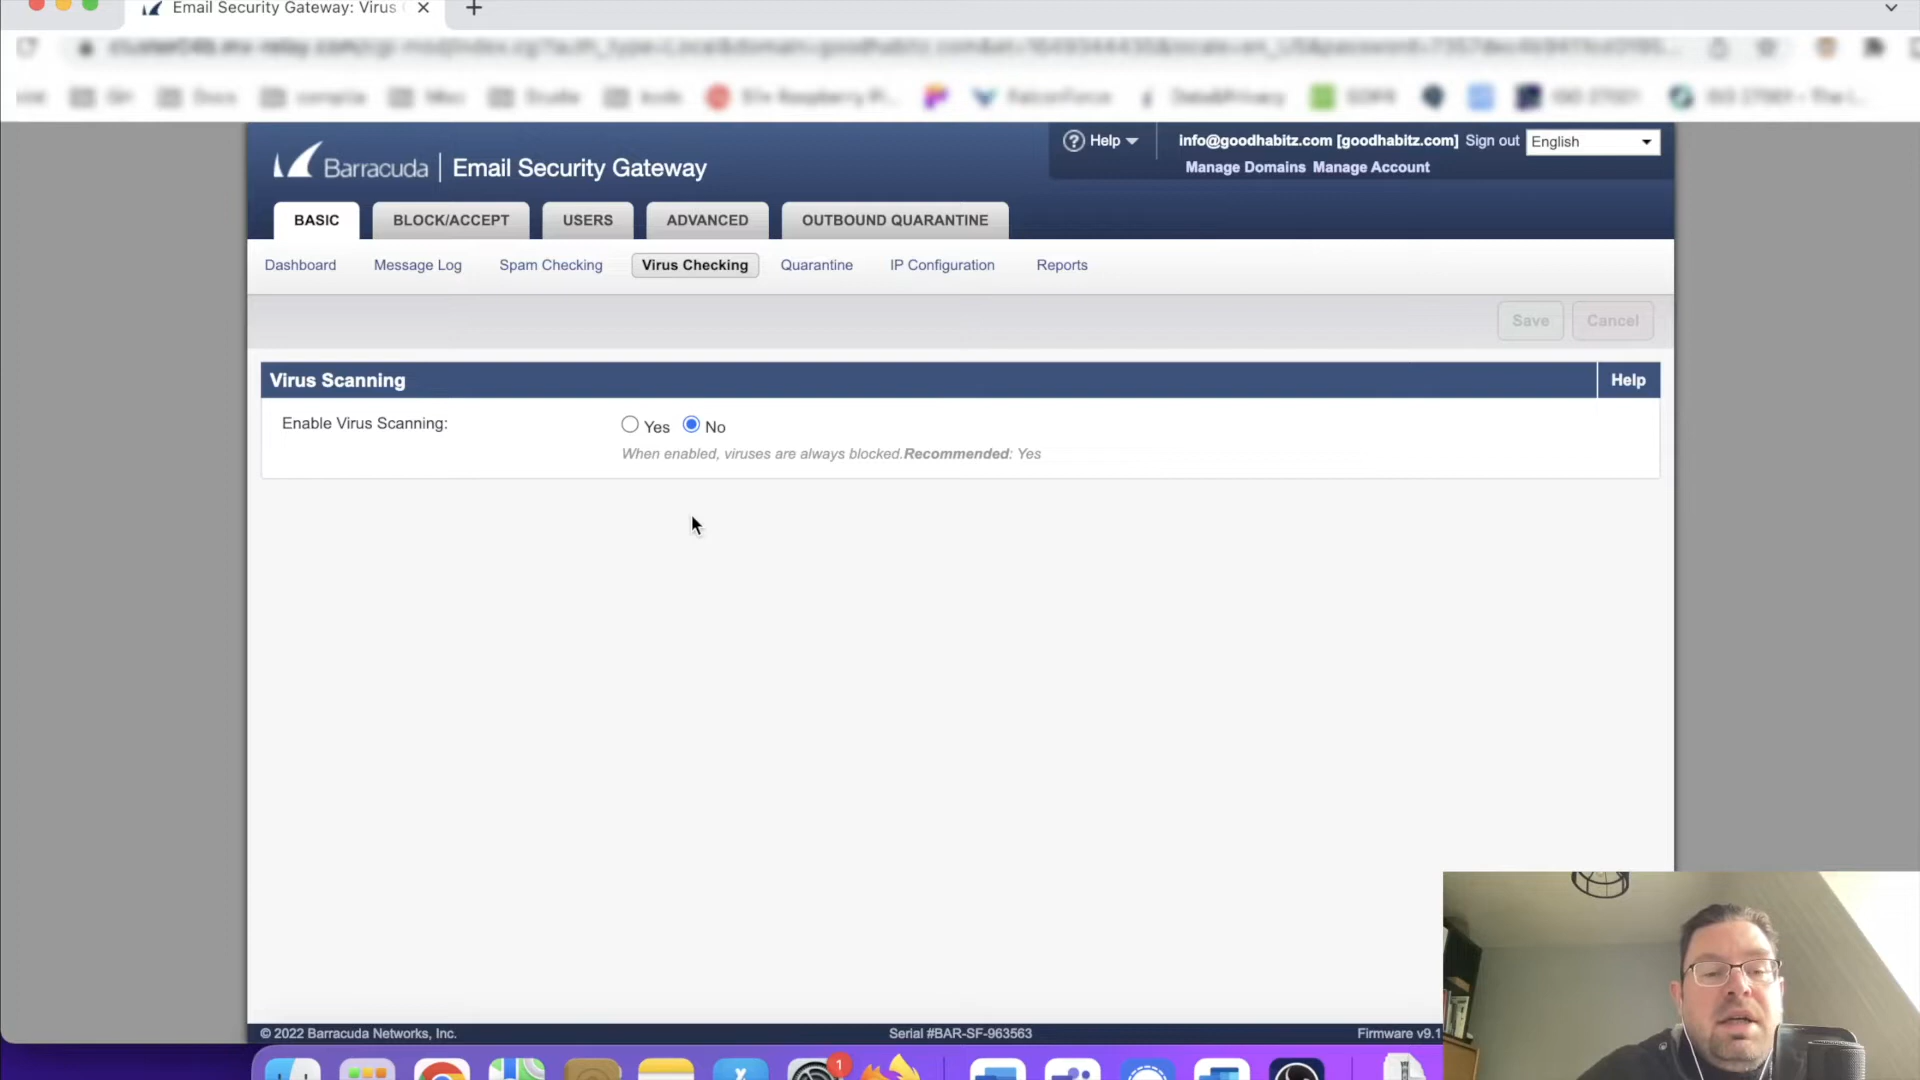 Email Security Gateway: Virus
Help
info@goodhabitz.com [goodhabitz.com] Sign out English
Manage Domains Manage Account
Barracuda | Email Security Gateway
BASIC BLOCK/ACCEPT USERS ADVANCED OUTBOUND QUARANTINE
Dashboard Message Log Spam Checking Virus Checking Quarantine IP Configuration Reports
Save Cancel
Virus Scanning Help
Enable Virus Scanning: Yes No
When enabled, viruses are always blocked.Recommended: Yes
© 2022 Barracuda Networks, Inc. Serial #BAR-SF-963563 Firmware v9.1
1